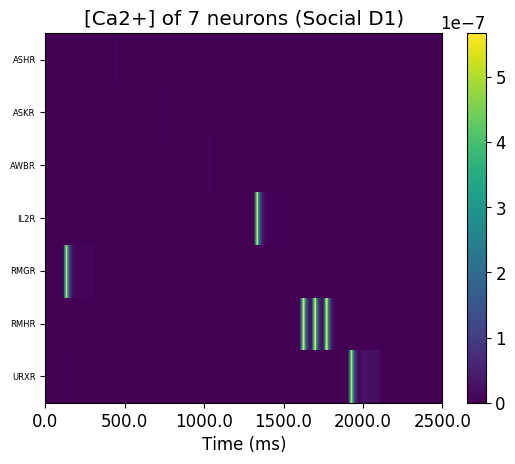 [Ca2+] of 7 neurons (Social D1)
1e−7
ASHR
ASKR
AWBR
IL2R
RMGR
RMHR
URXR
5
4
3
2
1
0
0.0 500.0 1000.0 1500.0 2000.0 2500.0
Time (ms)